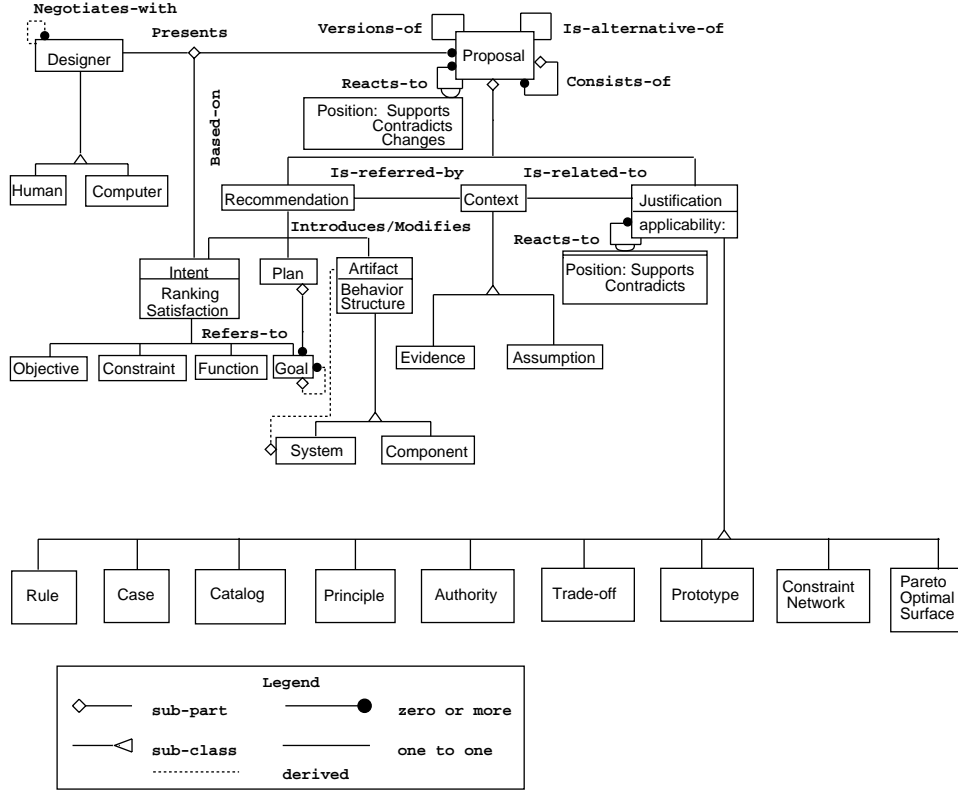 Negotiates-with
Presents
Versions-of
Is-alternative-of
Designer
Proposal
Reacts-to
Consists-of
Position: Supports
Contradicts
Changes
Based-on
Human
Computer
Is-referred-by
Is-related-to
Recommendation
Context
Justification
applicability:
Introduces/Modifies
Reacts-to
Intent
Ranking
Satisfaction
Plan
Artifact
Behavior
Structure
Position: Supports
Contradicts
Refers-to
Objective
Constraint
Function
Goal
Evidence
Assumption
System
Component
Rule
Case
Catalog
Principle
Authority
Trade-off
Prototype
Constraint
Network
Pareto
Optimal
Surface
Legend
sub-part
zero or more
sub-class
one to one
derived